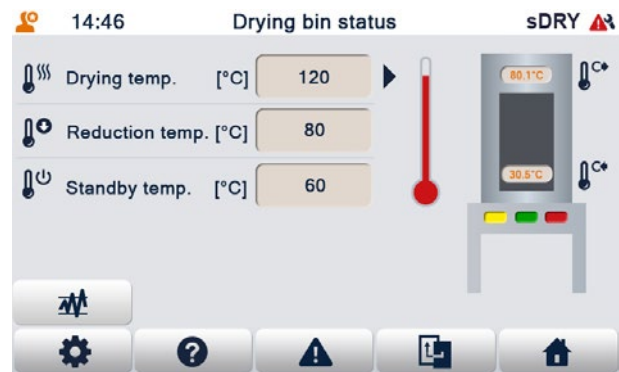 14:46 Drying bin status sDRY
Drying temp. [°C] 120
80.1°C
Reduction temp. [°C] 80
Standby temp. [°C] 60
30.5°C